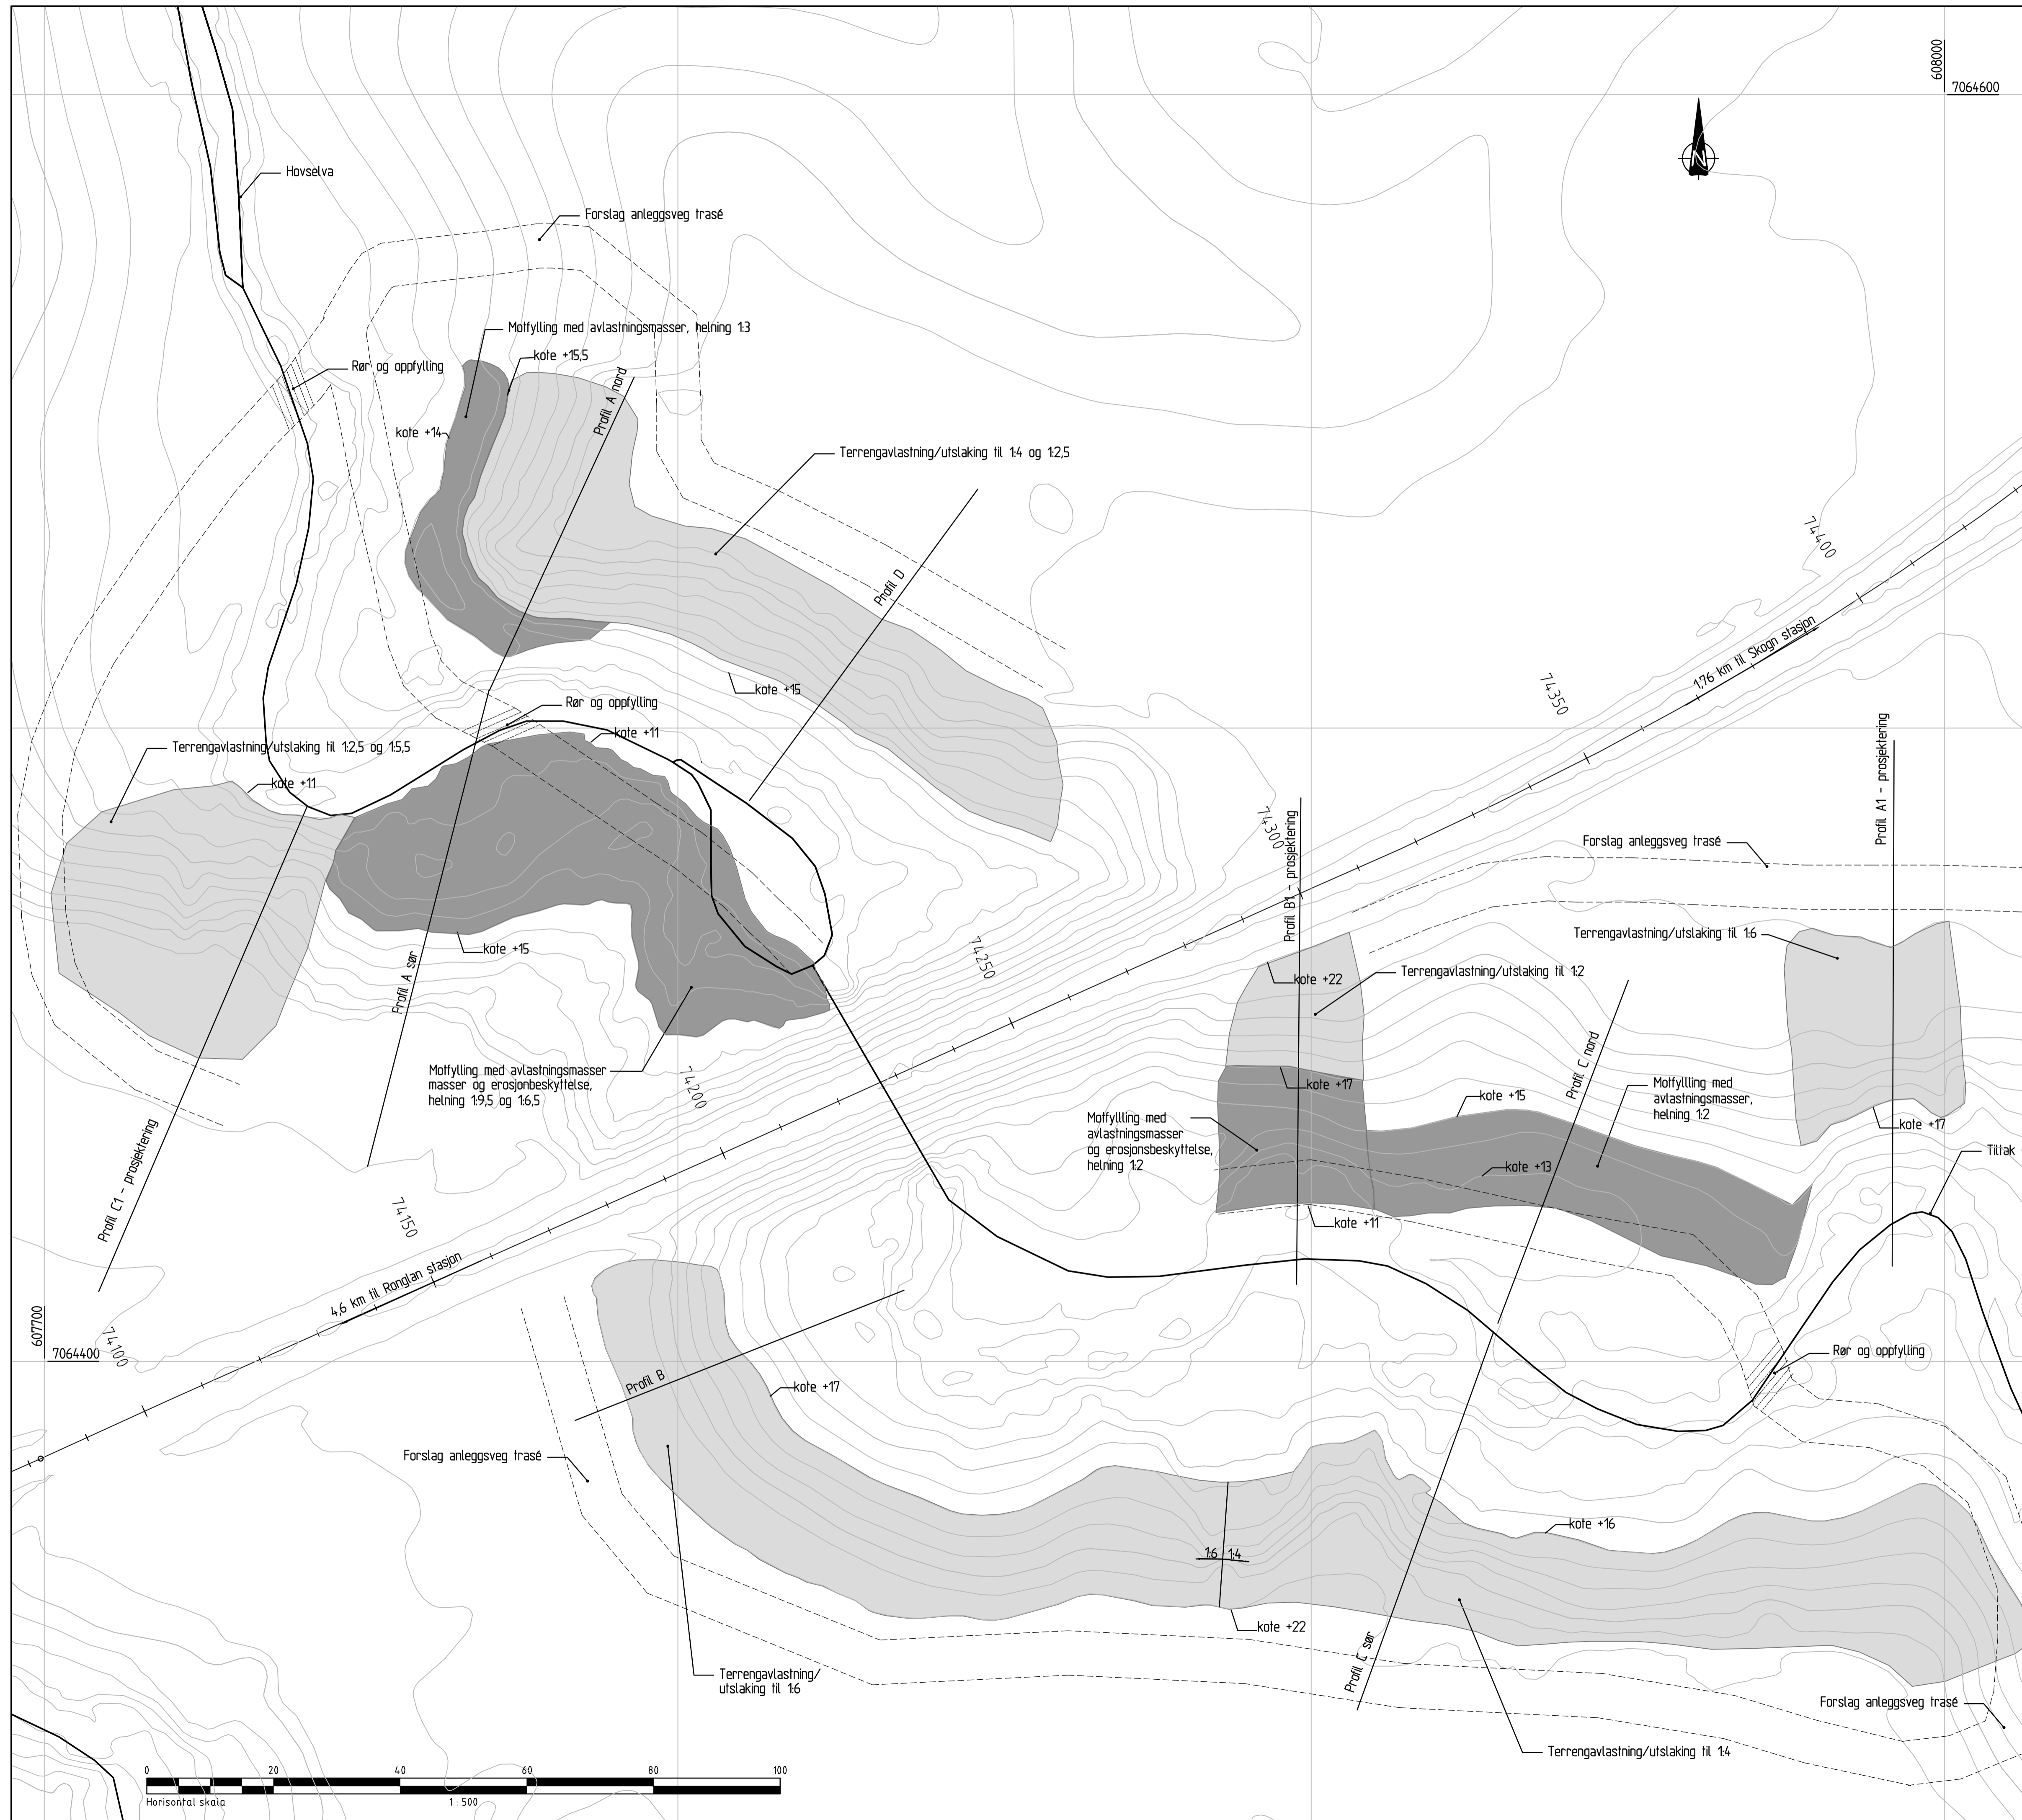 608000
7064600
N
Hovselva
Forslag anleggsveg trasé
Motfylling med avlastningsmasser, helning 1:3
kote +15,5
Rør og oppfylling
Profil A nord
kote +14
Terrengavlastning/utslaking til 1:4 og 1:2,5
Profil D
74400
1,76 km til Skogn stasjon
74350
kote +15
Rør og oppfylling
kote +11
Terrengavlastning/utslaking til 1:2,5 og 1:5,5
kote +11
Profil A1 - prosjektering
74300
Profil B1 - prosjektering
Forslag anleggsveg trasé
kote +15
Profil A sør
74250
kote +22
Terrengavlastning/utslaking til 1:2
Terrengavlastning/utslaking til 1:6
Motfylling med avlastningsmasser
masser og erosjonbeskyttelse,
helning 1:9,5 og 1:6,5
74200
kote +17
Profil C nord
kote +15
Motfyllling med
avlastningsmasser,
helning 1:2
Motfyllling med
avlastningsmasser
og erosjonsbeskyttelse,
helning 1:2
kote +17
kote +13
Tiltak
Profil C1 - prosjektering
74150
kote +11
4,6 km til Ronglan stasjon
607700
7064400
74100
Profil B
kote +17
Rør og oppfylling
Forslag anleggsveg trasé
kote +16
1:6 1:4
kote +22
Profil C sør
Terrengavlastning/
utslaking til 1:6
Forslag anleggsveg trasé
Terrengavlastning/utslaking til 1:4
0 20 40 60 80 100
Horisontal skala 1 : 500